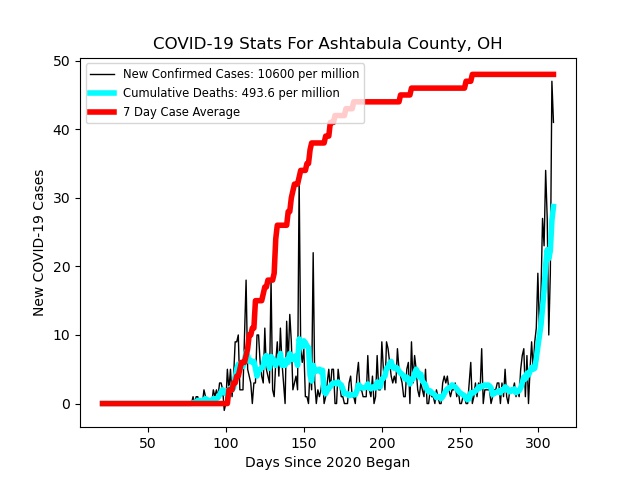 COVID-19 Stats For Ashtabula County, OH
New Confirmed Cases: 10600 per million
Cumulative Deaths: 493.6 per million
7 Day Case Average
50
40
30
20
10
0
New COVID-19 Cases
50 100 150 200 250 300
Days Since 2020 Began